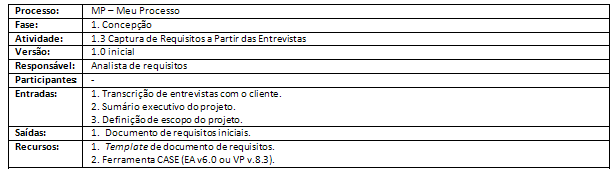 Processo: MP – Meu Processo
Fase: 1. Concepção
Atividade: 1.3 Captura de Requisitos a Partir das Entrevistas
Versão: 1.0 inicial
Responsável: Analista de requisitos
Participantes: -
Entradas: 1. Transcrição de entrevistas com o cliente.
2. Sumário executivo do projeto.
3. Definição de escopo do projeto.
Saídas: 1. Documento de requisitos iniciais.
Recursos: 1. Template de documento de requisitos.
2. Ferramenta CASE (EA v6.0 ou VP v.8.3).